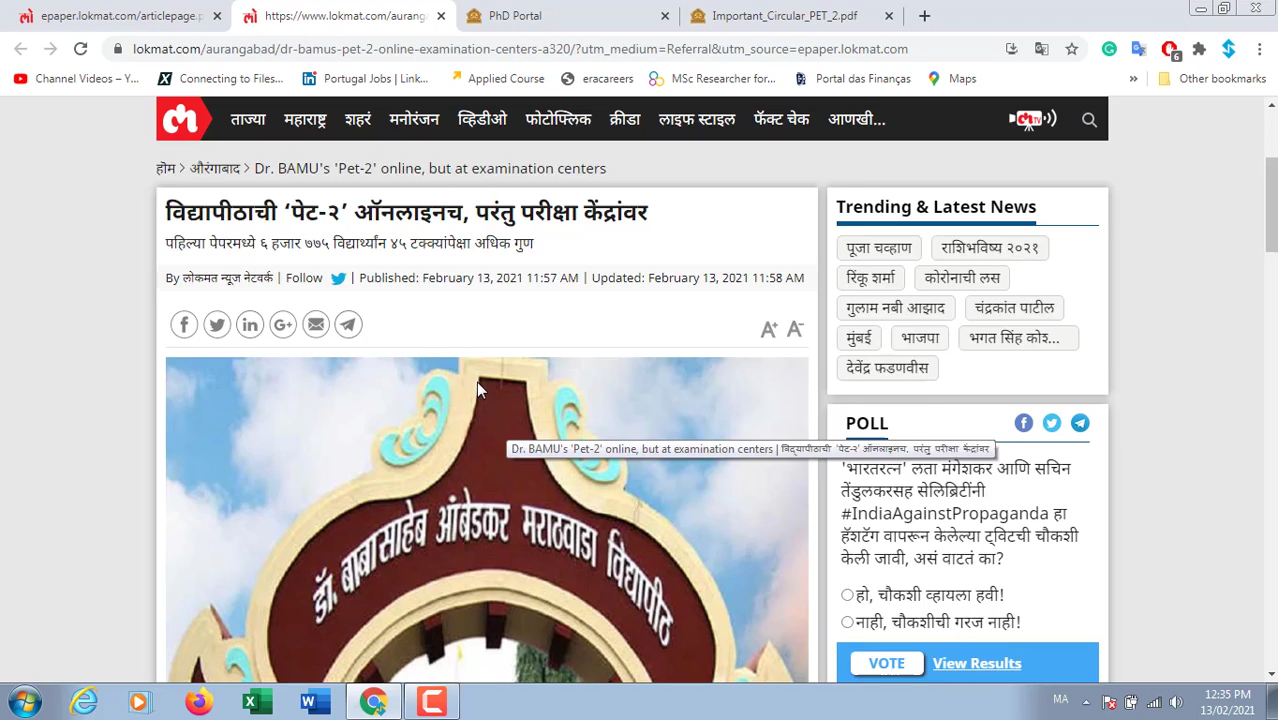 epaper.lokmat.com/articlepage.p
https://www.lokmat.com/aurang
PhD Portal
Important_Circular_PET_2.pdf
lokmat.com/aurangabad/dr-bamus-pet-2-online-examination-centers-a320/?utm_medium=Referral&utm_source=epaper.lokmat.com
6
Channel Videos – Y...
Connecting to Files...
Portugal Jobs | Link...
Applied Course
eracareers
MSc Researcher for...
Portal das Finanças
Maps
»
Other bookmarks
ताज्या
महाराष्ट्र
शहरं
मनोरंजन
व्हिडीओ
फोटोफ्लिक
क्रीडा
लाइफ स्टाइल
फॅक्ट चेक
आणखी...
होम > औरंगाबाद > Dr. BAMU's 'Pet-2' online, but at examination centers
विद्यापीठाची ‘पेट-२’ ऑनलाइनच, परंतु परीक्षा केंद्रांवर
पहिल्या पेपरमध्ये ६ हजार ७७५ विद्यार्थ्यांन ४५ टक्क्यांपेक्षा अधिक गुण
By लोकमत न्यूज नेटवर्क | Follow | Published: February 13, 2021 11:57 AM | Updated: February 13, 2021 11:58 AM
A+ A-
डॉ. बाबासाहेब आंबेडकर मराठवाडा विद्यापीठ
Dr. BAMU's 'Pet-2' online, but at examination centers | विद्यापीठाची 'पेट-२' ऑनलाइनच, परंतु परीक्षा केंद्रांवर
Trending & Latest News
पूजा चव्हाण
राशिभविष्य २०२१
रिंकू शर्मा
कोरोनाची लस
गुलाम नबी आझाद
चंद्रकांत पाटील
मुंबई
भाजपा
भगत सिंह कोश...
देवेंद्र फडणवीस
POLL
'भारतरत्न' लता मंगेशकर आणि सचिन
तेंडुलकरसह सेलिब्रिटींनी
#IndiaAgainstPropaganda हा
हॅशटॅग वापरून केलेल्या ट्विटची चौकशी
केली जावी, असं वाटतं का?
हो, चौकशी व्हायला हवी!
नाही, चौकशीची गरज नाही!
VOTE
View Results
MA
12:35 PM
13/02/2021